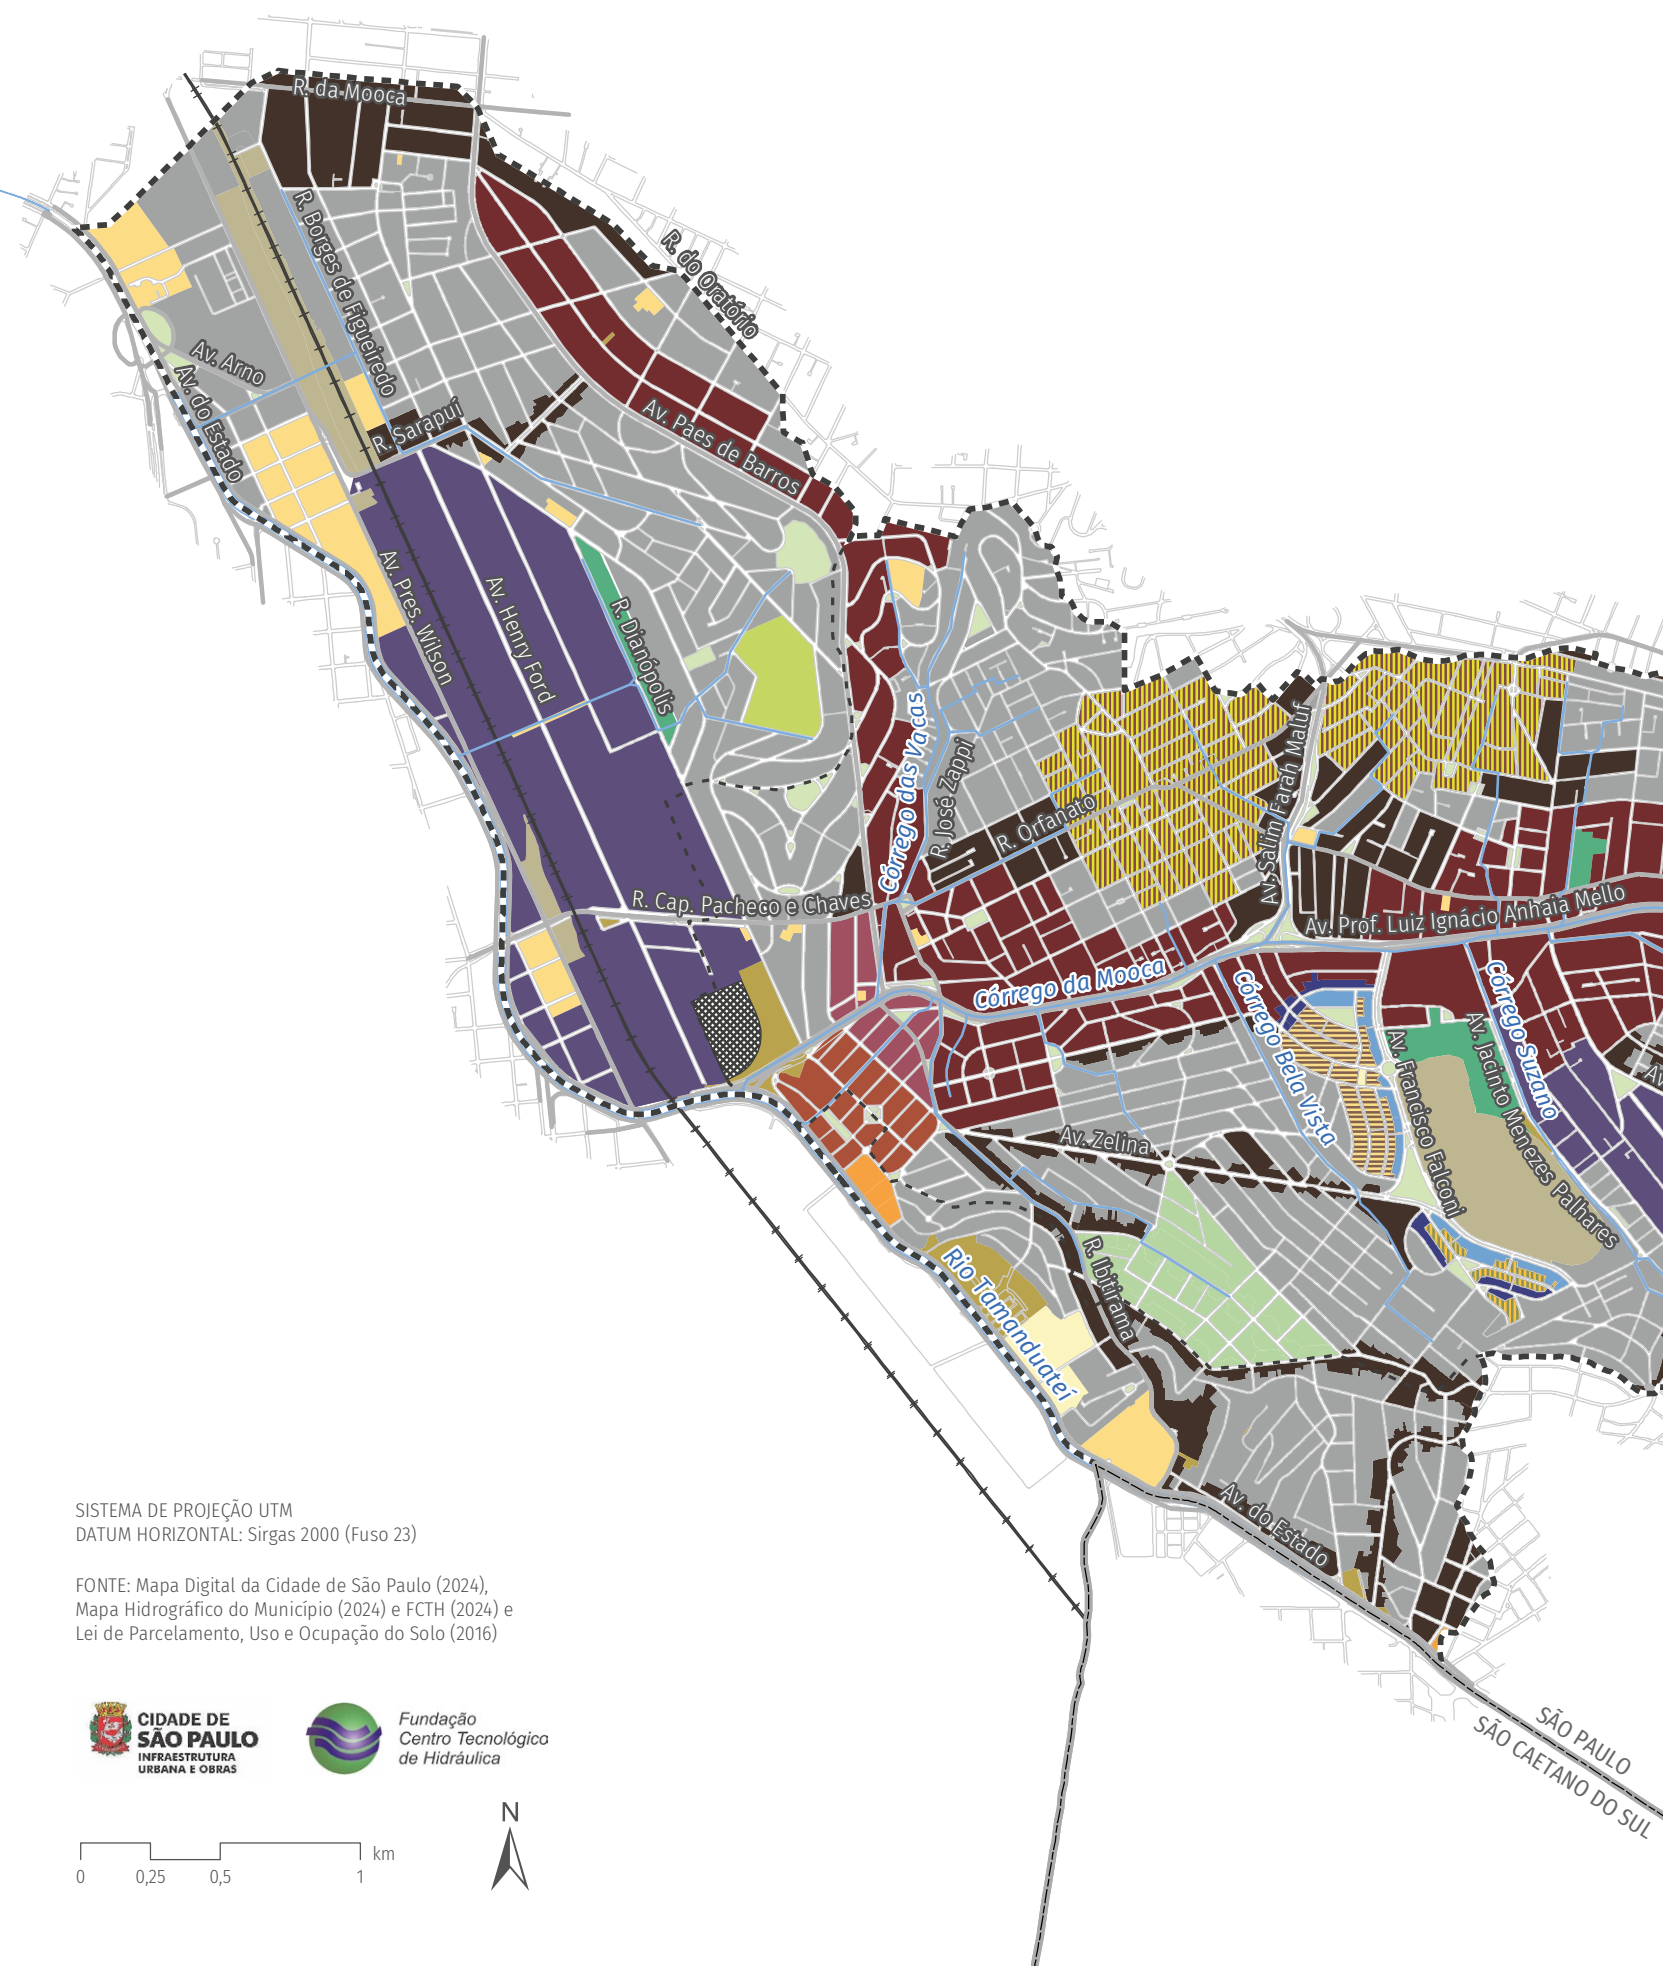 R. da Mooca
R. do Oratório
R. Borges de Figueiredo
Av. Arno
Av. do Estado
R. Sarapuí
Av. Paes de Barros
Av. Pres. Wilson
Av. Henry Ford
R. Dianópolis
Córrego das Vacas
R. José Zappi
R. Orfanato
Av. Salim Farah Maluf
R. Cap. Pacheco e Chaves
Av. Prof. Luiz Ignácio Anhaia Mello
Córrego da Mooca
Córrego Bela Vista
Av. Francisco Falconi
Av. Jacinto Menezes Palhares
Córrego Suzano
Av
Av. Zelina
R. Ibitirama
Rio Tamanduateí
Av. do Estado
SÃO PAULO
SÃO CAETANO DO SUL
SISTEMA DE PROJEÇÃO UTM
DATUM HORIZONTAL: Sirgas 2000 (Fuso 23)
FONTE: Mapa Digital da Cidade de São Paulo (2024),
Mapa Hidrográfico do Município (2024) e FCTH (2024) e
Lei de Parcelamento, Uso e Ocupação do Solo (2016)
CIDADE DE
SÃO PAULO
INFRAESTRUTURA
URBANA E OBRAS
Fundação
Centro Tecnológico
de Hidráulica
N
km
0 0,25 0,5 1